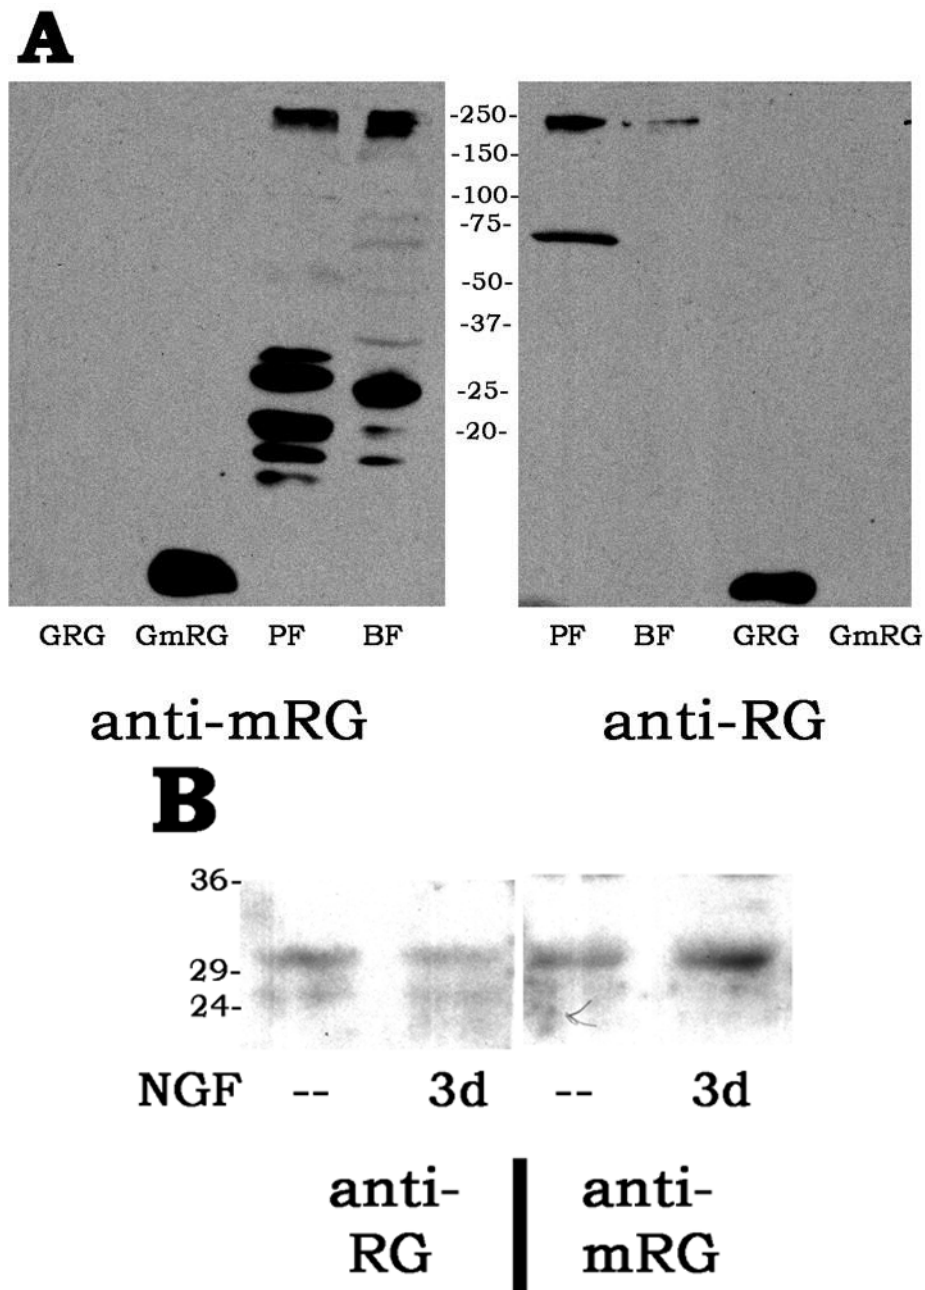 A
-250-
-150-
-100-
-75-
-50-
-37-
-25-
-20-
GRG GmRG PF BF
PF BF GRG GmRG
anti-mRG
anti-RG
B
36-
29-
24-
NGF -- 3d -- 3d
anti-
RG
anti-
mRG